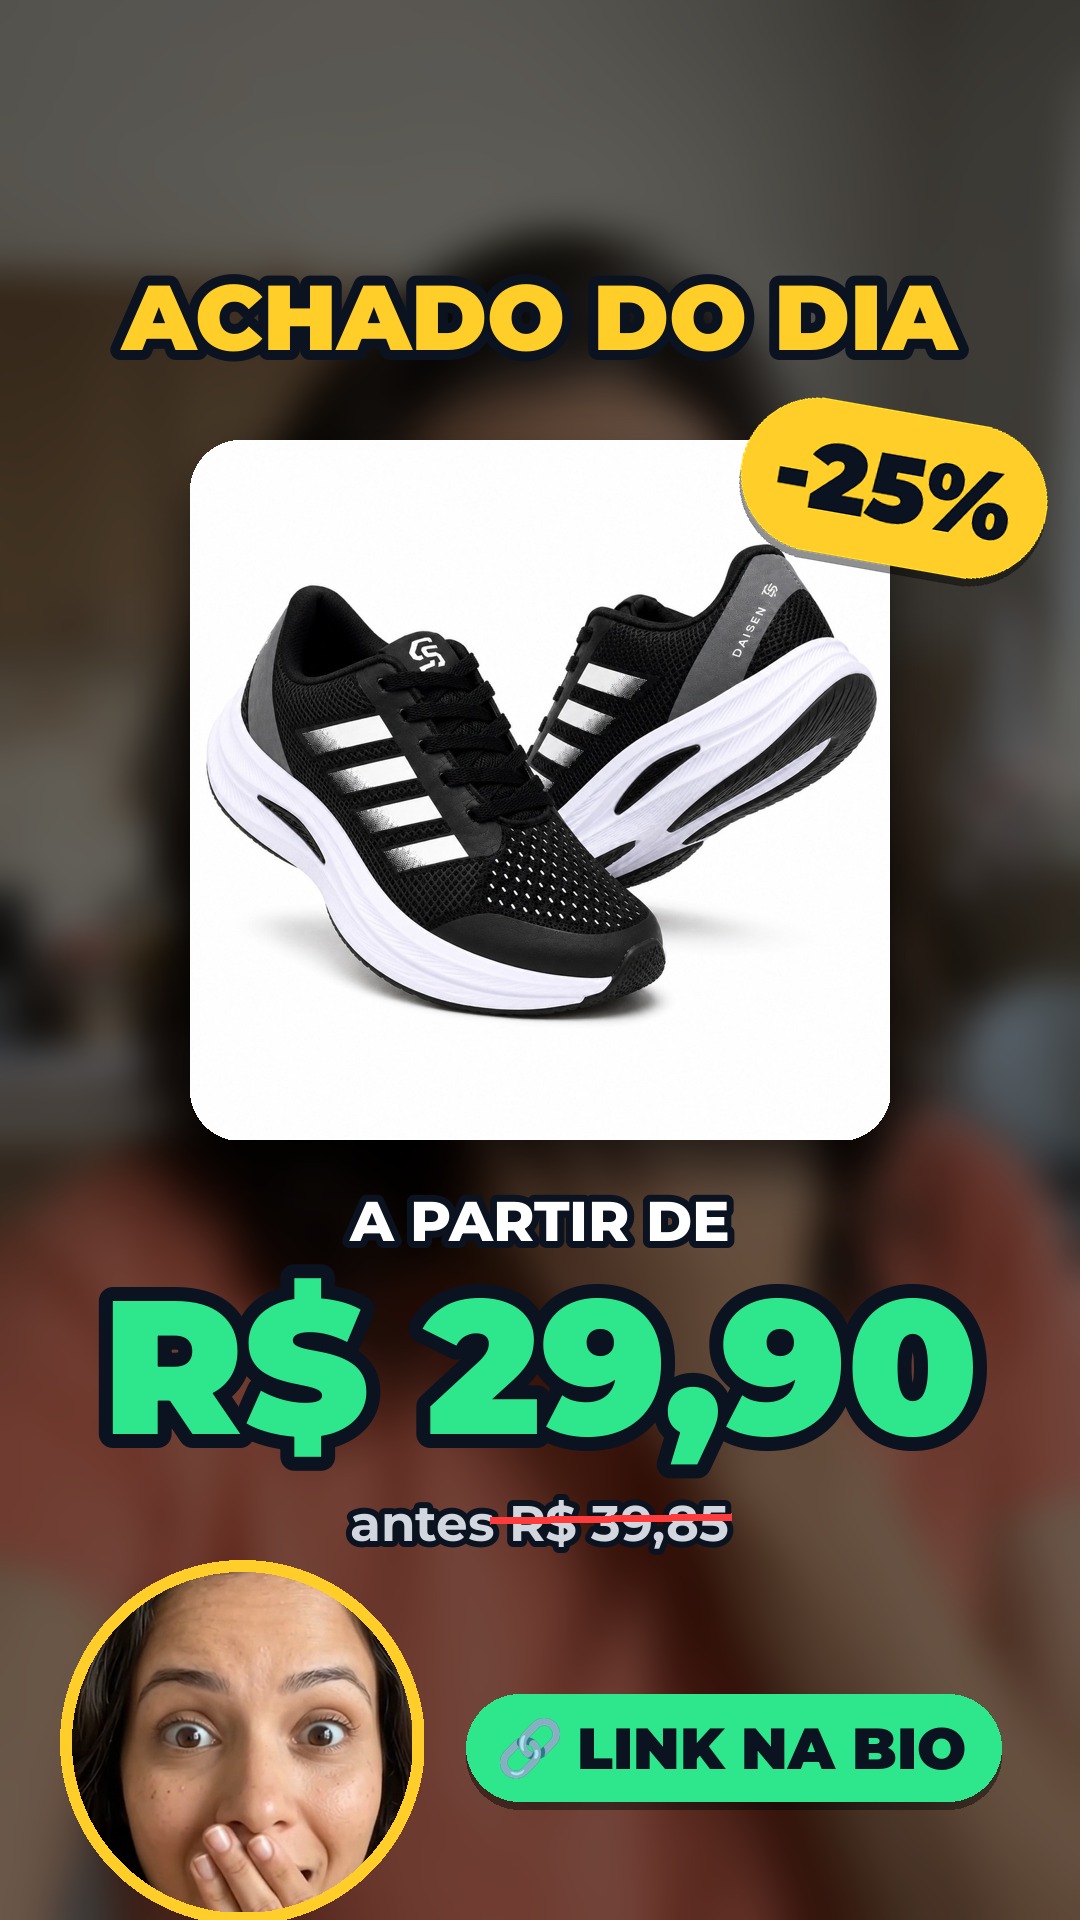 ACHADO DO DIA
-25%
DAISEN
A PARTIR DE
R$ 29,90
antes R$ 39,85
LINK NA BIO